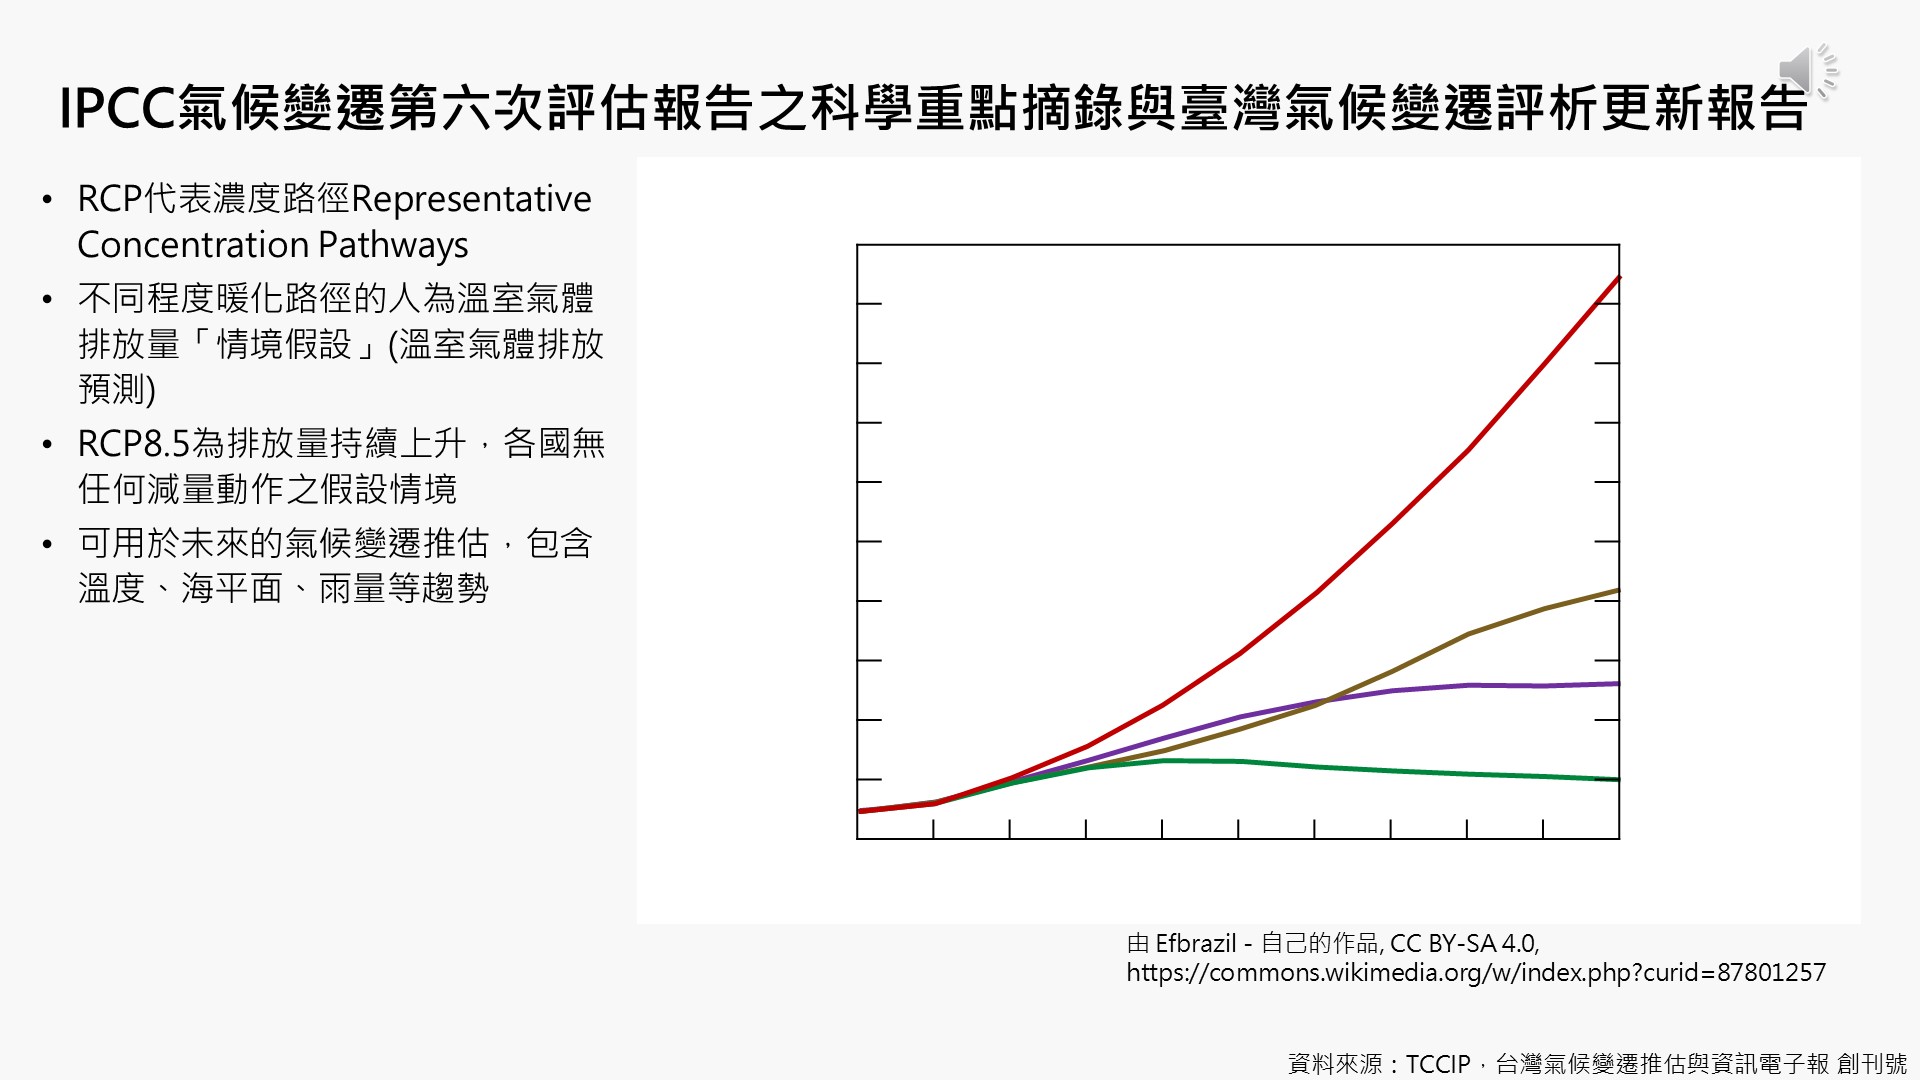 IPCC氣候變遷第六次評估報告之科學重點摘錄與臺灣氣候變遷評析更新報告
• RCP代表濃度路徑Representative
Concentration Pathways
• 不同程度暖化路徑的人為溫室氣體
排放量「情境假設」(溫室氣體排放
預測)
• RCP8.5為排放量持續上升，各國無
任何減量動作之假設情境
• 可用於未來的氣候變遷推估，包含
溫度、海平面、雨量等趨勢
由 Efbrazil - 自己的作品, CC BY-SA 4.0,
https://commons.wikimedia.org/w/index.php?curid=87801257
資料來源：TCCIP，台灣氣候變遷推估與資訊電子報 創刊號